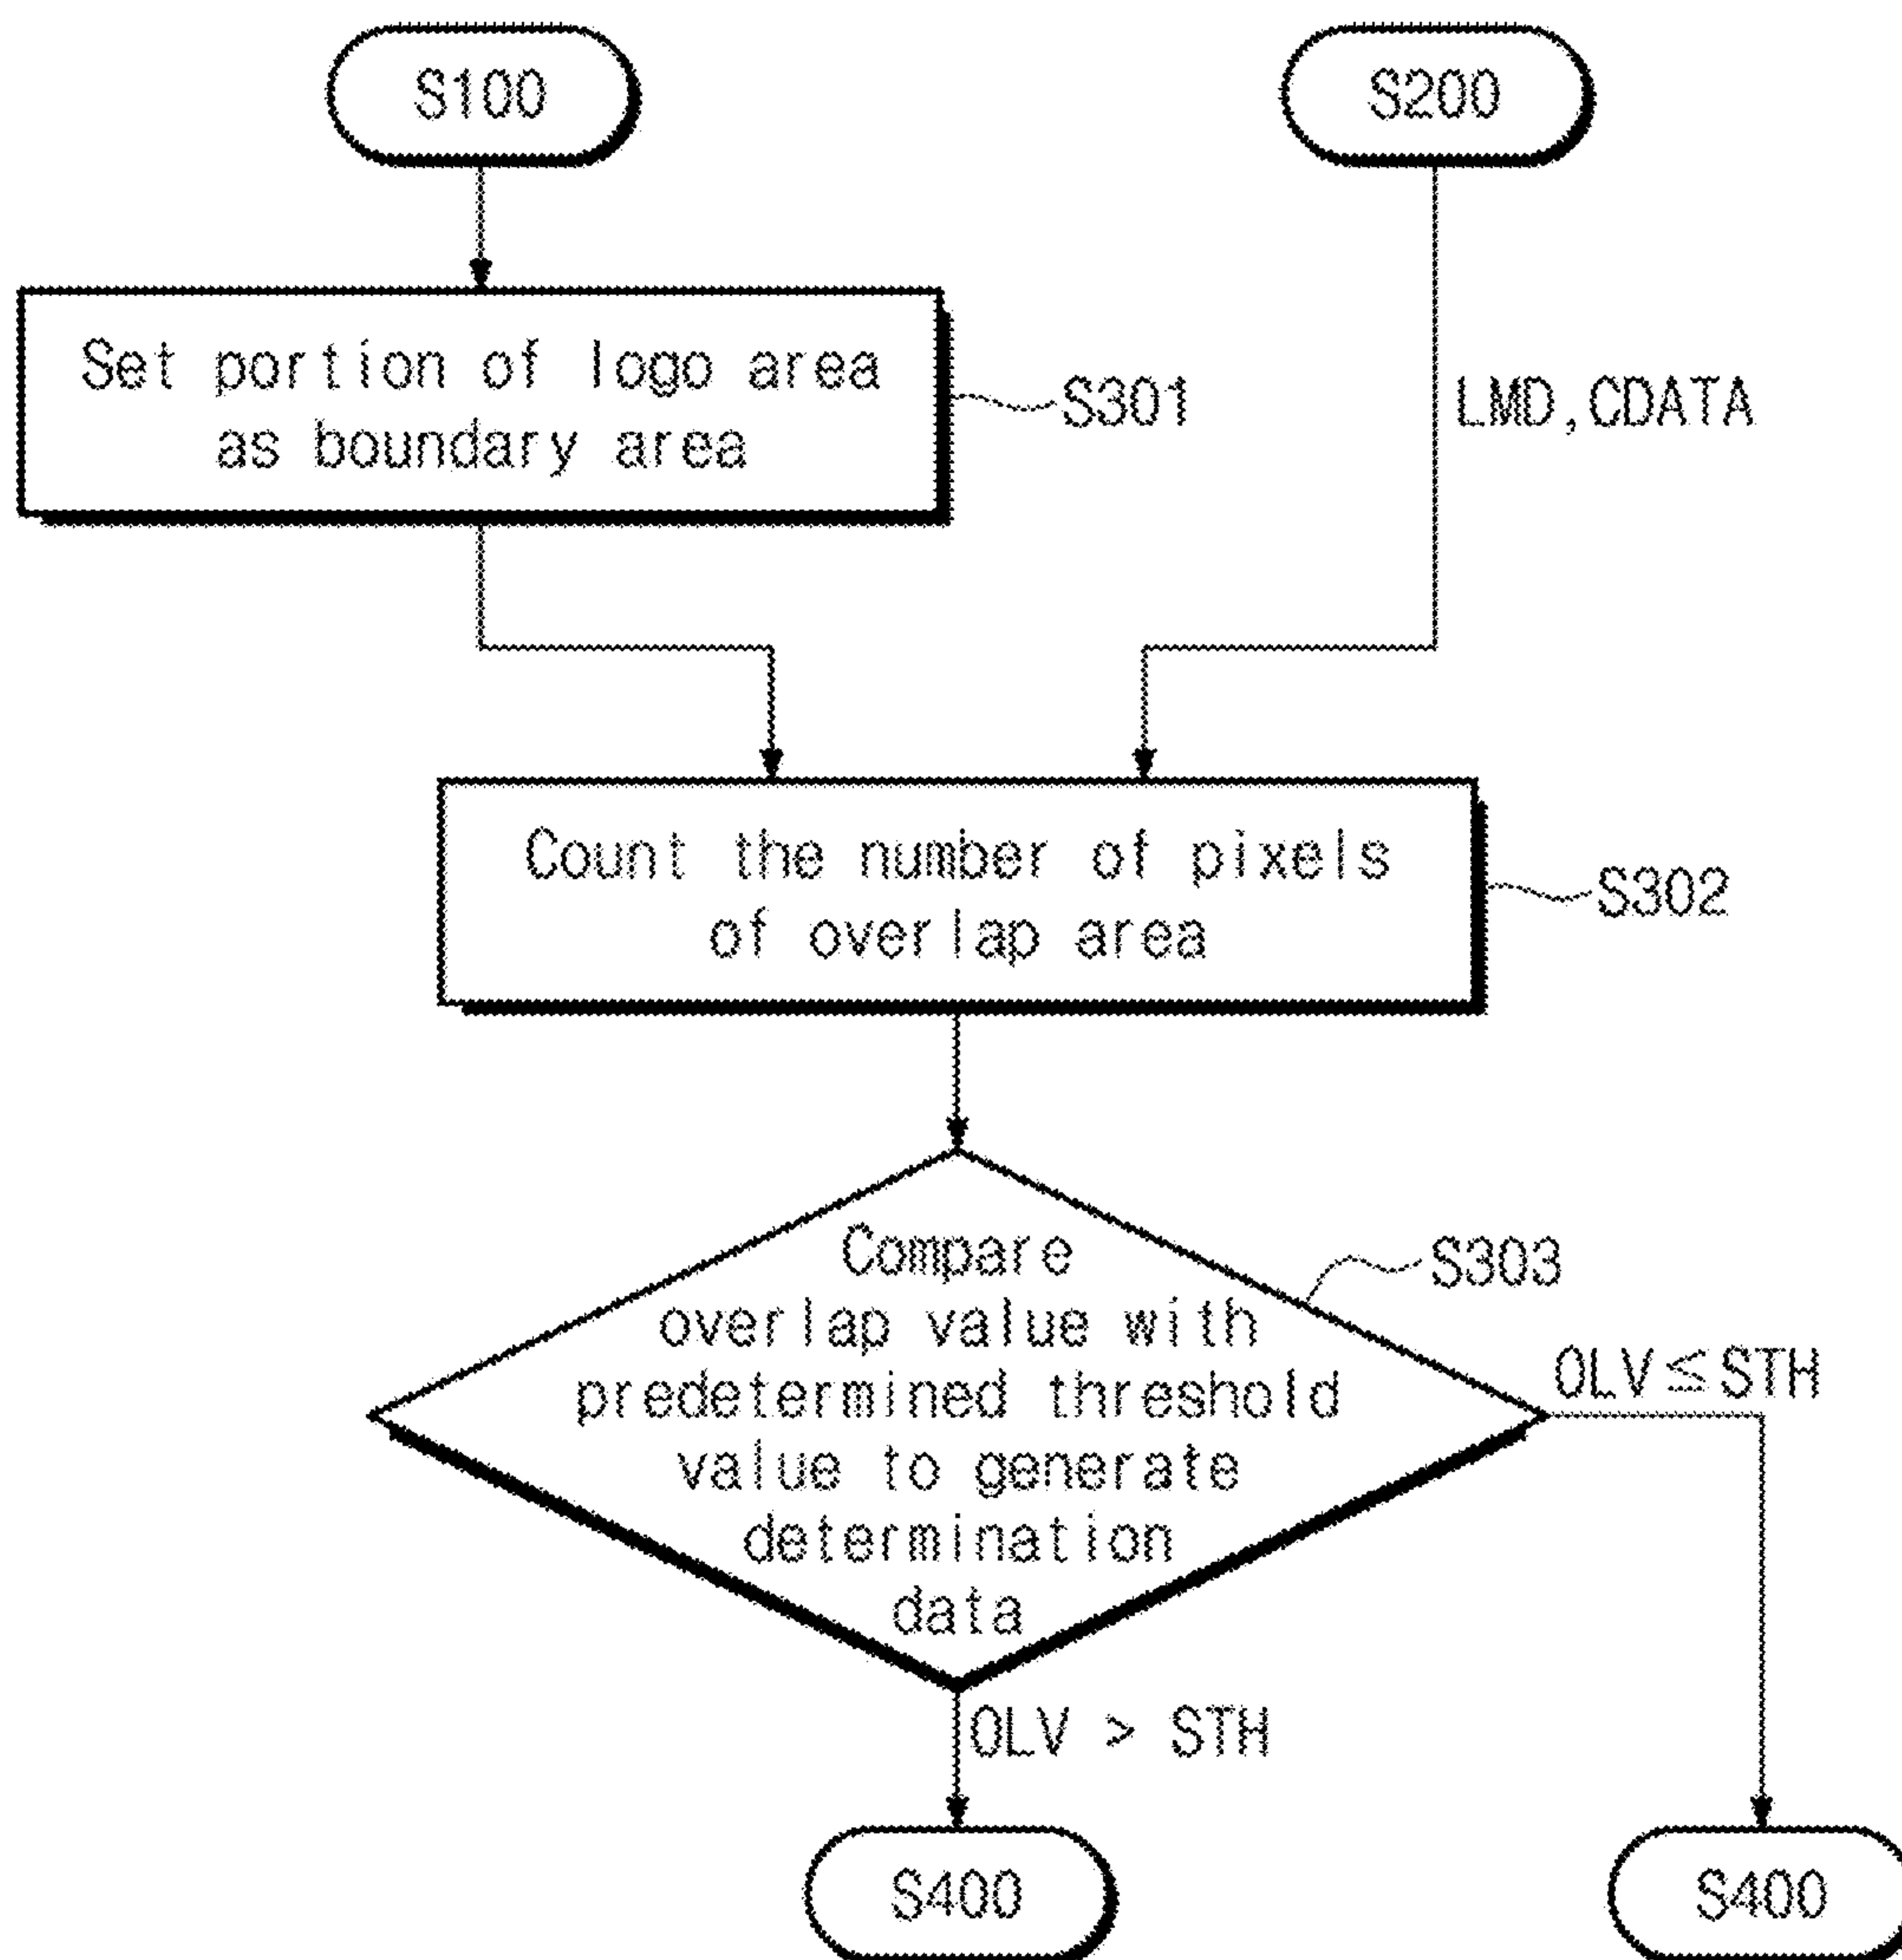 S100
S200
Set portion of logo area
as boundary area
S301
LMD,CDATA
Count the number of pixels
of overlap area
S302
Compare
overlap value with
predetermined threshold
value to generate
determination
data
S303
OLV≤STH
OLV > STH
S400
S400